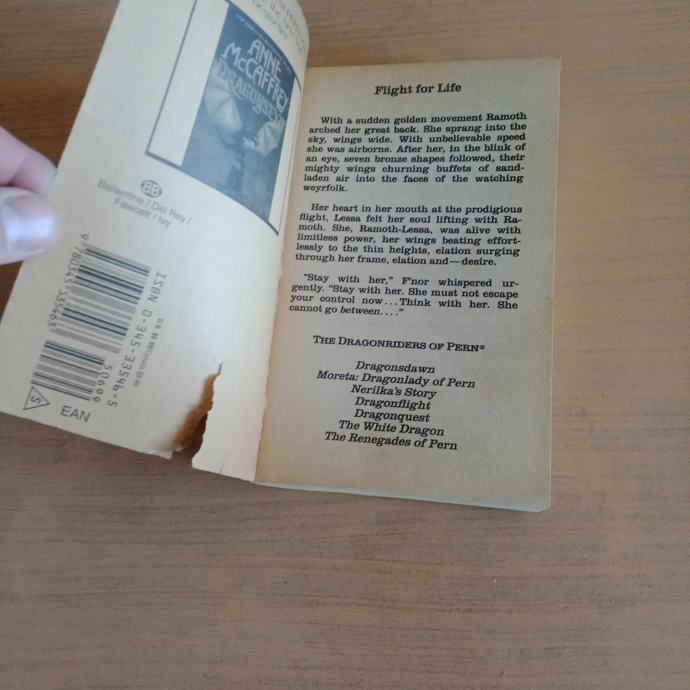 ANNE
McCAFFREY
DRAGONSEYE
BB
Ballantine / Del Rey /
Fawcett / Ivy
ISBN 0-345-33546-5
50699
EAN
S
Flight for Life
With a sudden golden movement Ramoth
arched her great back. She sprang into the
sky, wings wide. With unbelievable speed
she was airborne. After her, in the blink of
an eye, seven bronze shapes followed, their
mighty wings churning buffets of sand-
laden air into the faces of the watching
weyrfolk.
Her heart in her mouth at the prodigious
flight, Lessa felt her soul lifting with Ra-
moth. She, Ramoth-Lessa, was alive with
limitless power, her wings beating effort-
lessly to the thin heights, elation surging
through her frame, elation and—desire.
"Stay with her," F'nor whispered ur-
gently. "Stay with her. She must not escape
your control now... Think with her. She
cannot go between...."
THE DRAGONRIDERS OF PERN®
Dragonsdawn
Moreta: Dragonlady of Pern
Nerilka's Story
Dragonflight
Dragonquest
The White Dragon
The Renegades of Pern